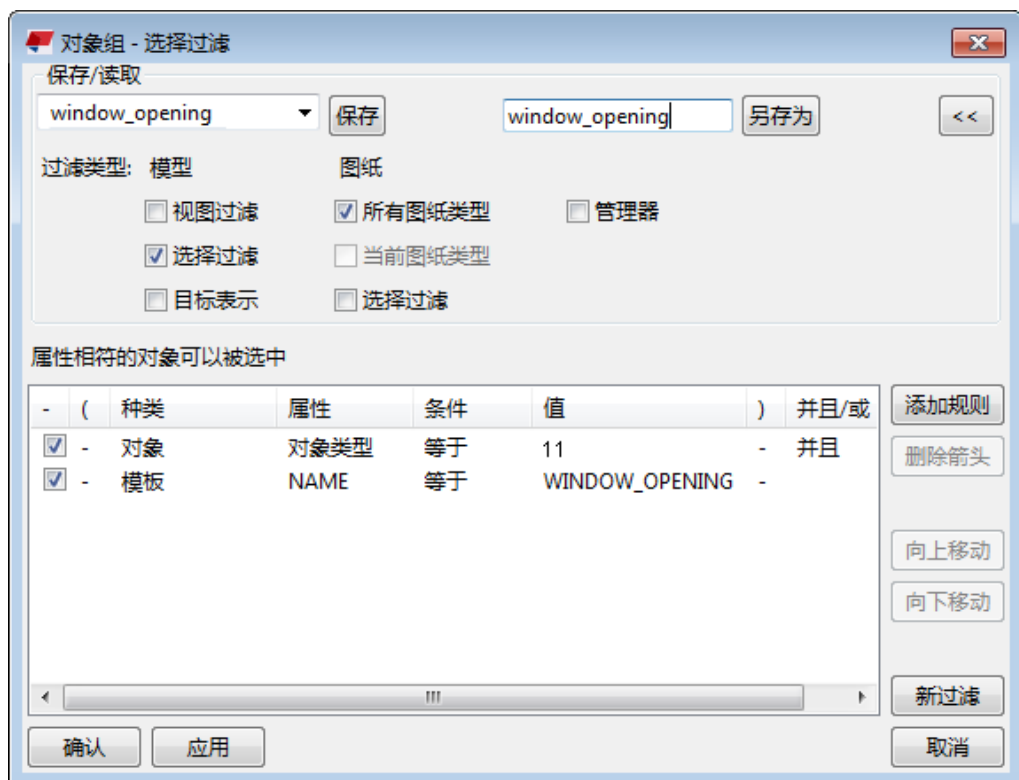 对象组 - 选择过滤
保存/读取
window_opening 保存 window_opening 另存为 <<
过滤类型: 模型 图纸
视图过滤 所有图纸类型 管理器
选择过滤 当前图纸类型
目标表示 选择过滤
属性相符的对象可以被选中
- ( 种类 属性 条件 值 ) 并且/或 添加规则
- 对象 对象类型 等于 11 - 并且
删除箭头
- 模板 NAME 等于 WINDOW_OPENING -
向上移动
向下移动
新过滤
确认 应用 取消